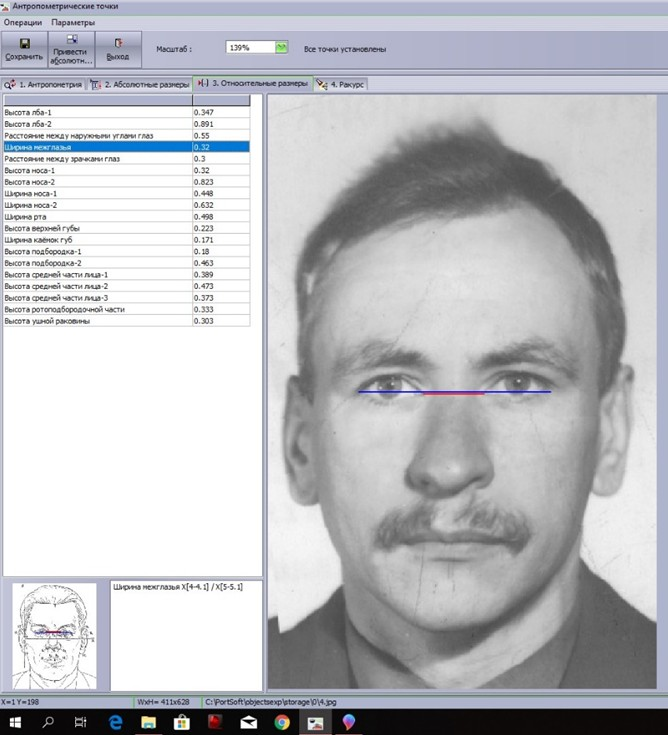 Антропометрические точки
Операции Параметры
Сохранить
Привести абсолютн...
Выход
Масштаб : 139% Все точки установлены
1. Антропометрия 2. Абсолютные размеры 3. Относительные размеры 4. Ракурс
Высота лба-1 0.347
Высота лба-2 0.891
Расстояние между наружными углами глаз 0.55
Ширина межглазья 0.32
Расстояние между зрачками глаз 0.3
Высота носа-1 0.32
Высота носа-2 0.823
Ширина носа-1 0.448
Ширина носа-2 0.632
Ширина рта 0.498
Высота верхней губы 0.223
Ширина каёмок губ 0.171
Высота подбородка-1 0.18
Высота подбородка-2 0.463
Высота средней части лица-1 0.389
Высота средней части лица-2 0.473
Высота средней части лица-3 0.373
Высота ротоподбородочной части 0.333
Высота ушной раковины 0.303
Ширина межглазья X[4-4.1] / X[5-5.1]
X=1 Y=198 WxH= 411x628 C:\PortSoft\objectsexp\storage\0\4.jpg